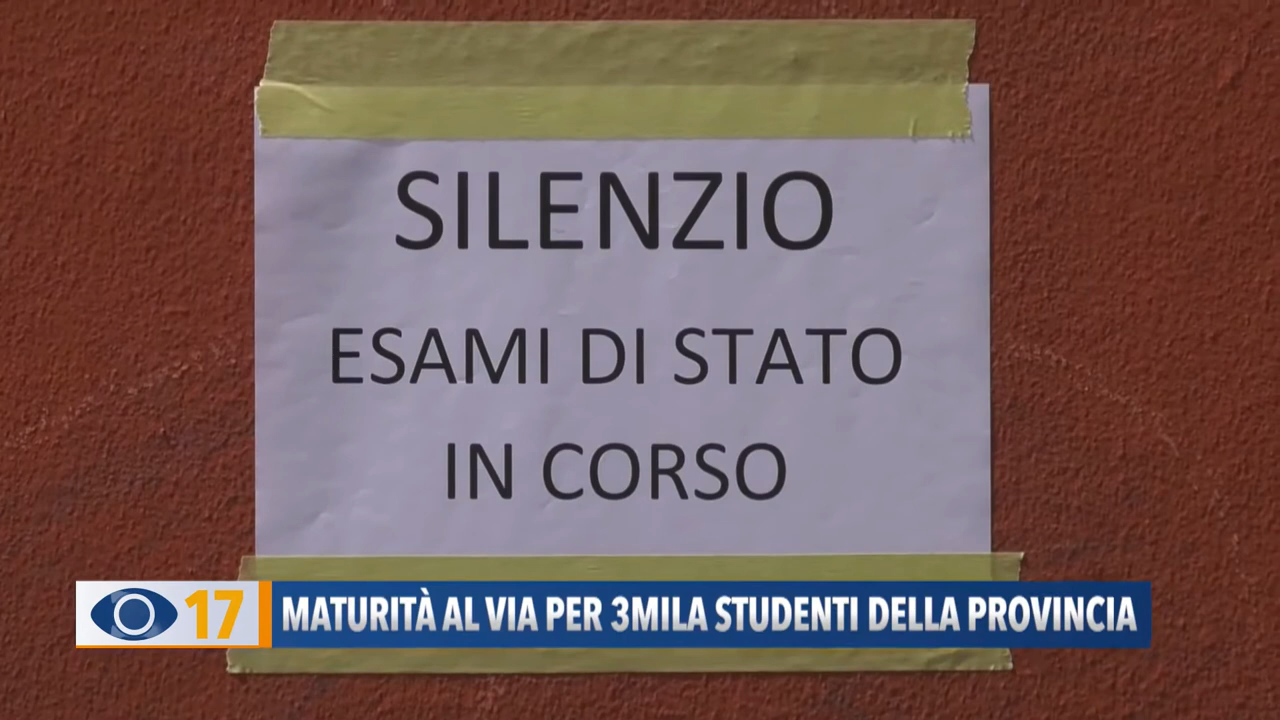 SILENZIO
ESAMI DI STATO
IN CORSO
17
MATURITÀ AL VIA PER 3MILA STUDENTI DELLA PROVINCIA